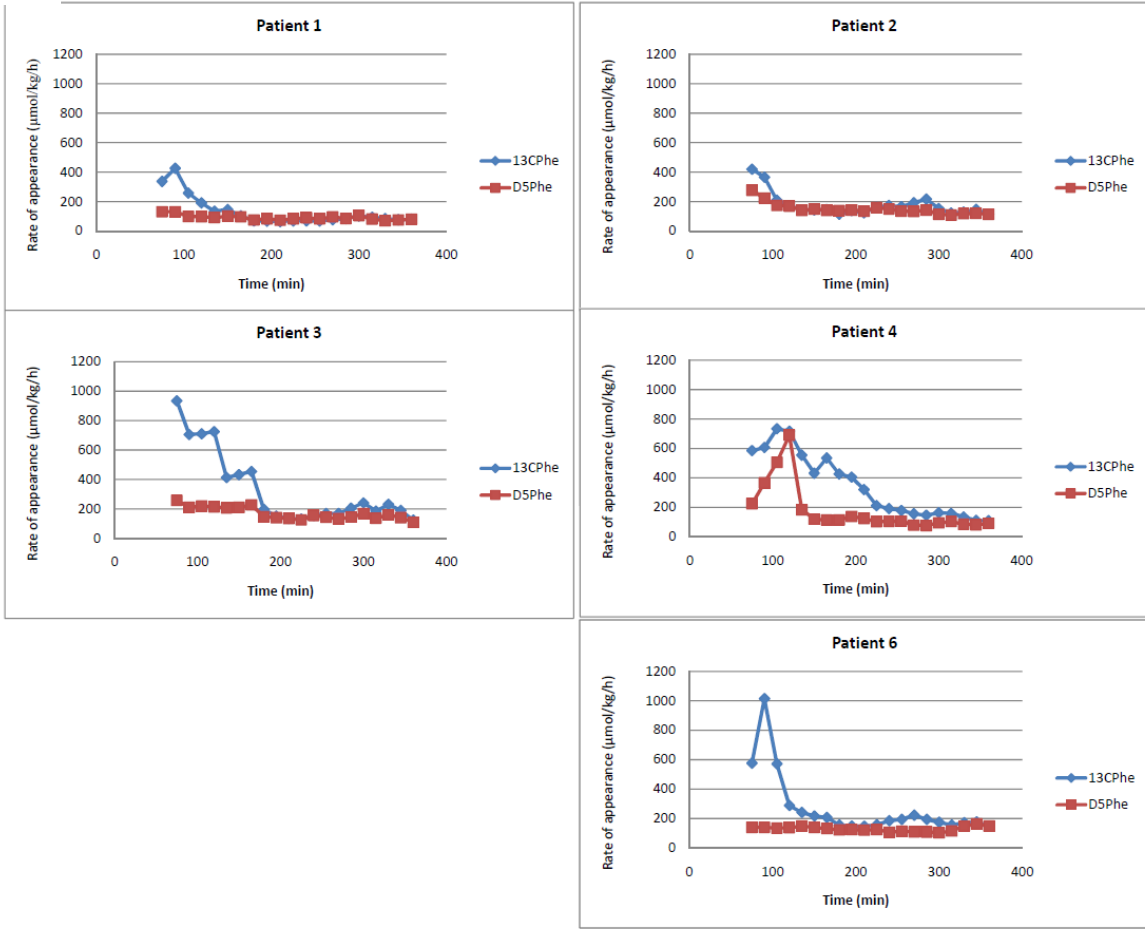 Patient 1
Rate of appearance (µmol/kg/h)
1200
1000
800
600
400
200
0
0 100 200 300 400
Time (min)
13CPhe
D5Phe
Patient 2
Rate of appearance (µmol/kg/h)
1200
1000
800
600
400
200
0
0 100 200 300 400
Time (min)
13CPhe
D5Phe
Patient 3
Rate of appearance (µmol/kg/h)
1200
1000
800
600
400
200
0
0 100 200 300 400
Time (min)
13CPhe
D5Phe
Patient 4
Rate of appearance (µmol/kg/h)
1200
1000
800
600
400
200
0
0 100 200 300 400
Time (min)
13CPhe
D5Phe
Patient 6
Rate of appearance (µmol/kg/h)
1200
1000
800
600
400
200
0
0 100 200 300 400
Time (min)
13CPhe
D5Phe